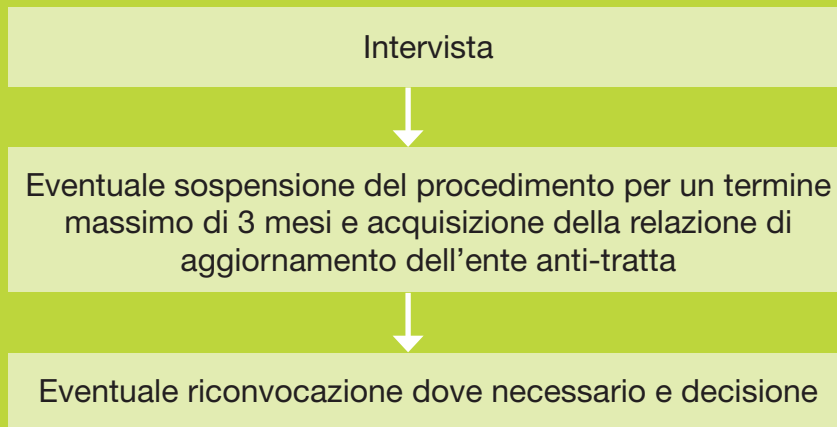 Intervista
Eventuale sospensione del procedimento per un termine
massimo di 3 mesi e acquisizione della relazione di
aggiornamento dell’ente anti-tratta
Eventuale riconvocazione dove necessario e decisione